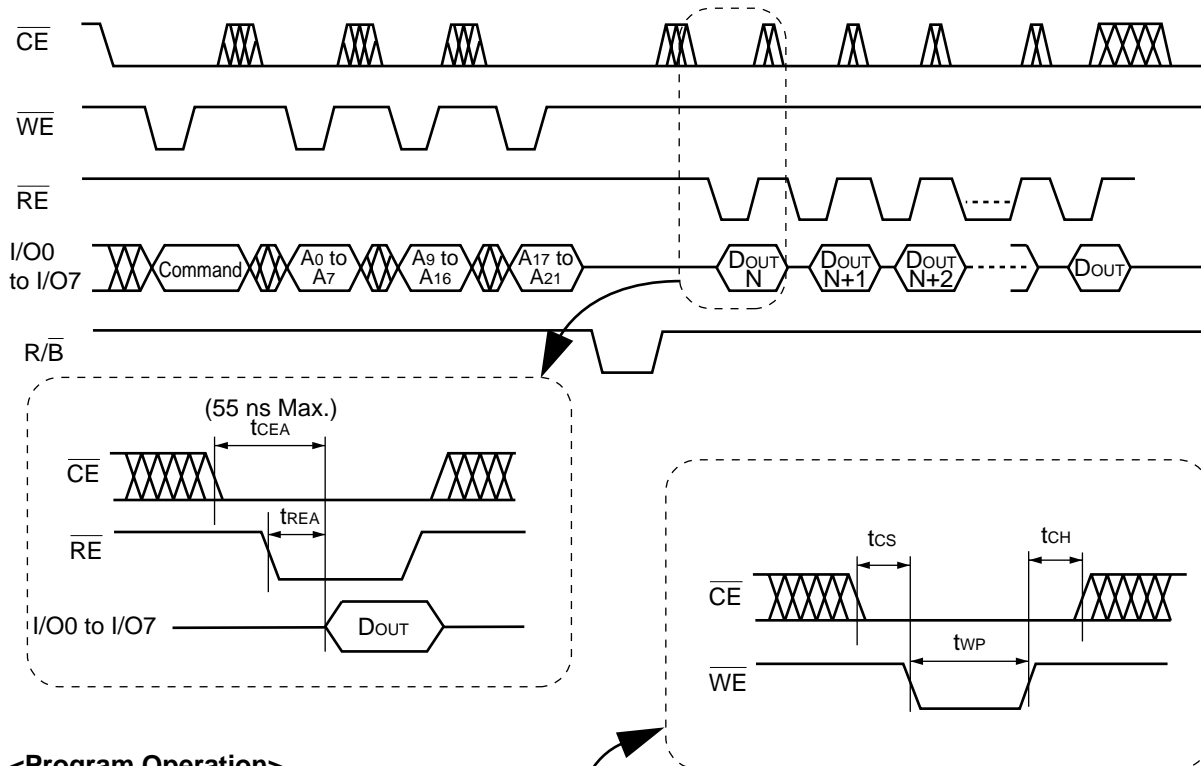 CE
WE
RE
I/O0
to I/O7
Command
A0 to
A7
A9 to
A16
A17 to
A21
DOUT
N
DOUT
N+1
DOUT
N+2
DOUT
R/B
(55 ns Max.)
tCEA
CE
tREA
RE
I/O0 to I/O7
DOUT
tCS
tCH
CE
tWP
WE
<Program Operation>